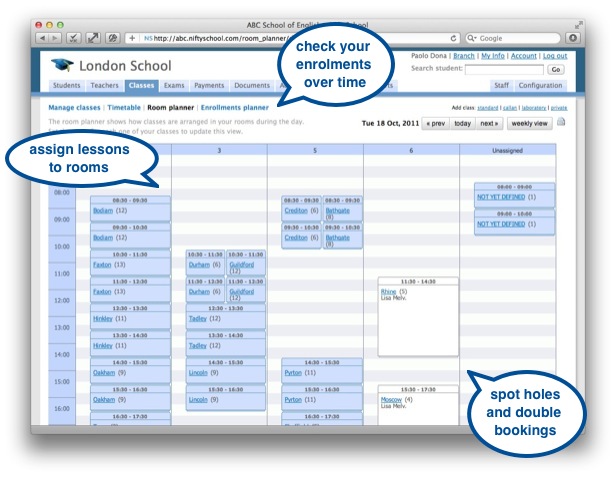 ABC School of English
School
NS http://abc.niftyschool.com/room_planner/
Google
check your
enrolments
over time
London School
Paolo Dona | Branch | My info | Account | Log out
Search student:
Go
Students Teachers Classes Exams Payments Documents
Staff Configuration
Manage classes | Timetable | Room planner | Enrollments planner
Add class: standard | callan | laboratory | private
The room planner shows how classes are arranged in your rooms during the day.
one of your classes to update this view.
Tue 18 Oct, 2011 « prev today next » weekly view
assign lessons
to rooms
3 5 6 Unassigned
08:00
09:00
10:00
11:00
12:00
13:00
14:00
15:00
16:00
08:30 - 09:30
Bodiam (12)
09:30 - 10:30
Bodiam (12)
10:30 - 11:30
Faxton (13)
11:30 - 12:30
Faxton (13)
12:30 - 13:30
Hinkley (11)
13:30 - 14:30
Hinkley (11)
14:30 - 15:30
Oakham (9)
15:30 - 16:30
Oakham (9)
16:30 - 17:30
10:30 - 11:30 10:30 - 11:30
Durham (6) Guildford (12)
11:30 - 12:30 11:30 - 12:30
Durham (6) Guildford (12)
12:30 - 13:30
Tadley (12)
13:30 - 14:30
Tadley (12)
14:30 - 15:30
Lincoln (9)
15:30 - 16:30
Lincoln (9)
08:30 - 09:30 08:30 - 09:30
Crediton (6) Bathgate (8)
09:30 - 10:30 09:30 - 10:30
Crediton (6) Bathgate (8)
14:30 - 15:30
Pyrton (11)
15:30 - 16:30
Pyrton (11)
16:30 - 17:30
11:30 - 14:30
Rhine (5)
Lisa Melv.
15:30 - 17:30
Moscow (4)
Lisa Melv.
08:00 - 09:00
NOT YET DEFINED (1)
09:00 - 10:00
NOT YET DEFINED (1)
spot holes
and double
bookings